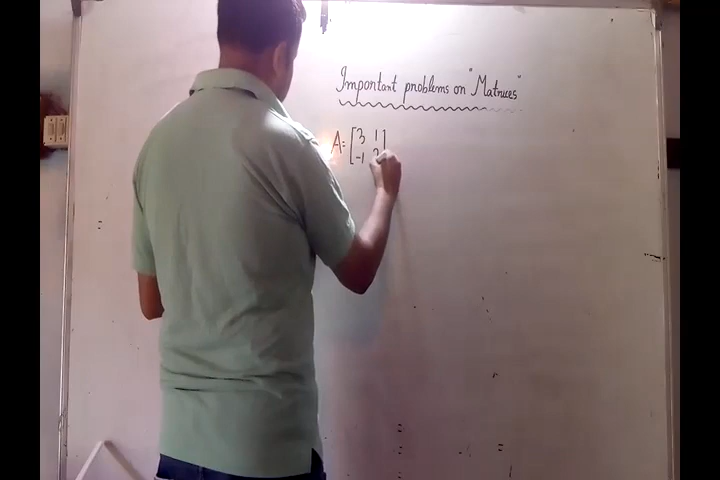 Important problems on "Matrices"
A = [ 3 1
-1 2